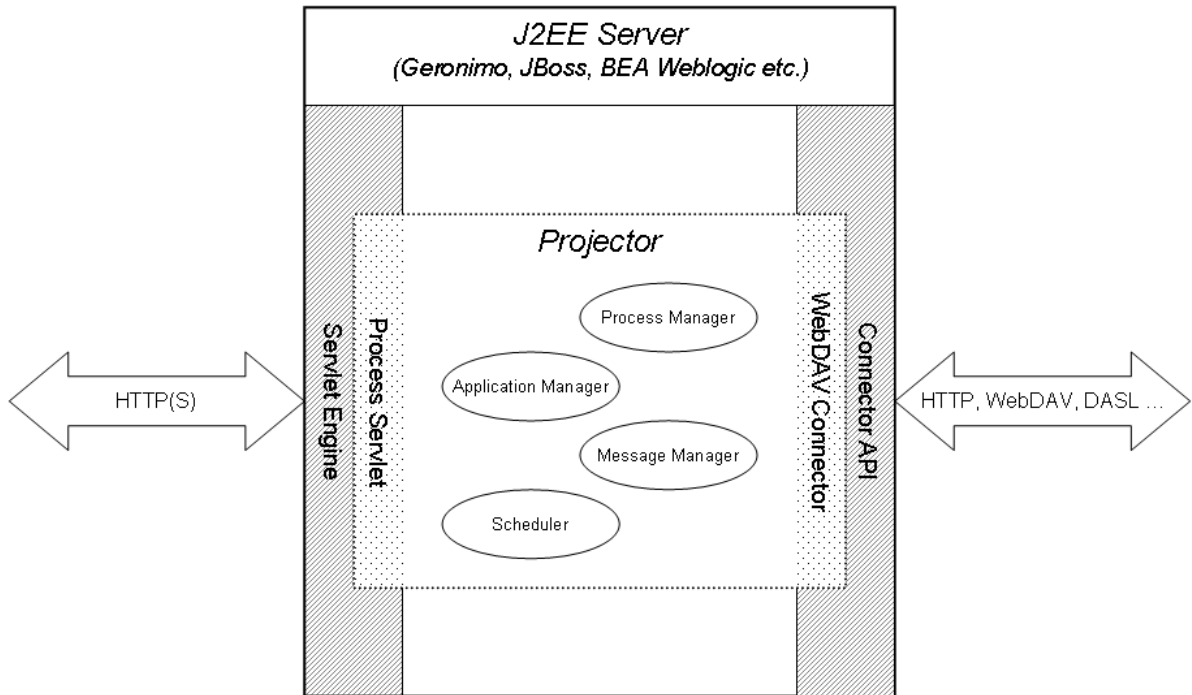 J2EE Server
(Geronimo, JBoss, BEA Weblogic etc.)
Projector
Process Manager
Application Manager
Message Manager
Scheduler
HTTP(S)
Servlet Engine
Process Servlet
WebDAV Connector
Connector API
HTTP, WebDAV, DASL ...